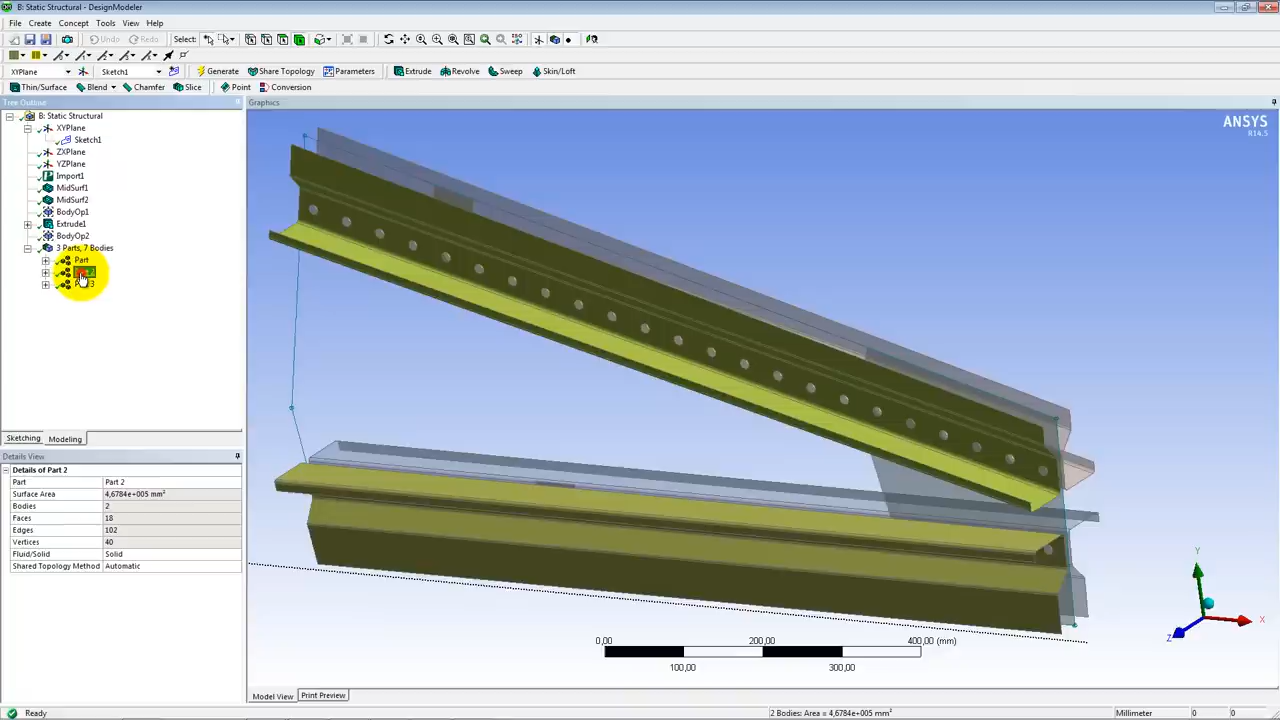 B: Static Structural - DesignModeler
File Create Concept Tools View Help
Undo Redo Select:
XYPlane Sketch1 Generate Share Topology Parameters Extrude Revolve Sweep Skin/Loft
Thin/Surface Blend Chamfer Slice Point Conversion
Tree Outline Graphics
B: Static Structural
XYPlane
Sketch1
ZXPlane
YZPlane
Import1
MidSurf1
MidSurf2
BodyOp1
Extrude1
BodyOp2
3 Parts, 7 Bodies
Part
ANSYS
R14.5
Sketching Modeling
Details View
Details of Part 2
Part Part 2
Surface Area 4,6784e+005 mm²
Bodies 2
Faces 18
Edges 102
Vertices 40
Fluid/Solid Solid
Shared Topology Method Automatic
0,00 200,00 400,00 (mm)
100,00 300,00
Y
X
Z
Model View Print Preview
Ready 2 Bodies: Area = 4,6784e+005 mm² Millimeter 0 0